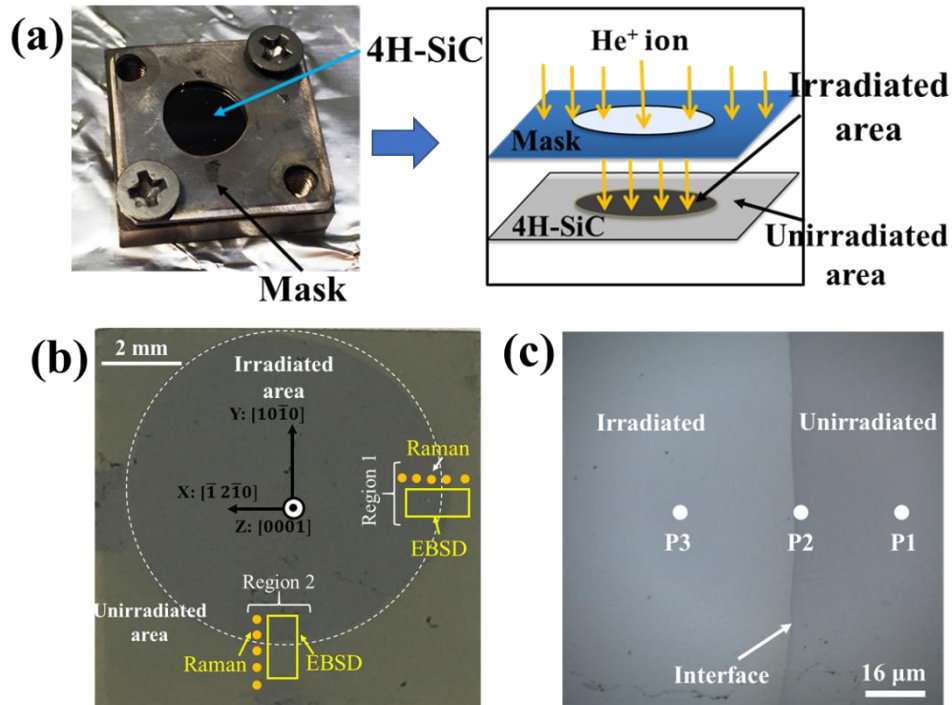 (a)
4H-SiC
Mask
He⁺ ion
Irradiated
area
Mask
4H-SiC
Unirradiated
area
(b)
2 mm
Irradiated
area
Y: [101̄0]
X: [1̄ 21̄0]
Z: [0001]
Raman
Region 1
EBSD
Region 2
Unirradiated
area
Raman
EBSD
(c)
Irradiated
Unirradiated
P3
P2
P1
Interface
16 μm